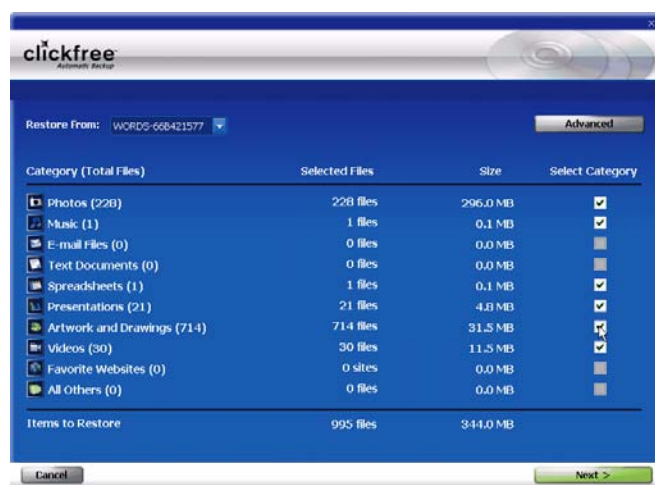 clickfree
Automatic Backup
Restore From: WORDS-66B421577 Advanced
Category (Total Files) Selected Files Size Select Category
Photos (228) 228 files 296.0 MB
Music (1) 1 files 0.1 MB
E-mail Files (0) 0 files 0.0 MB
Text Documents (0) 0 files 0.0 MB
Spreadsheets (1) 1 files 0.1 MB
Presentations (21) 21 files 4.8 MB
Artwork and Drawings (714) 714 files 31.5 MB
Videos (30) 30 files 11.5 MB
Favorite Websites (0) 0 sites 0.0 MB
All Others (0) 0 files 0.0 MB
Items to Restore 995 files 344.0 MB
Cancel Next >